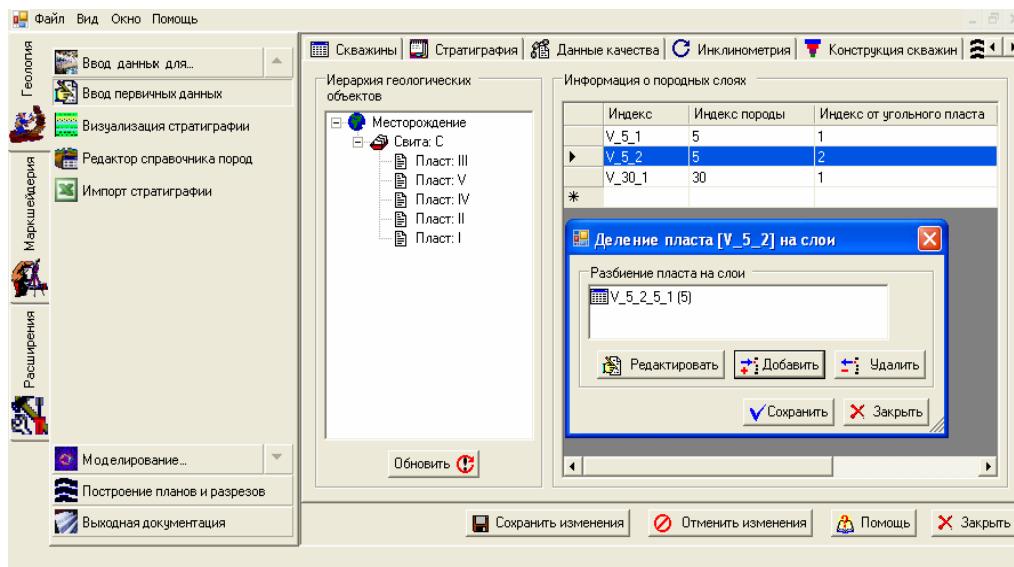 Файл Вид Окно Помощь
Геология
Маркшейдерия
Расширения
Ввод данных для...
Ввод первичных данных
Визуализация стратиграфии
Редактор справочника пород
Импорт стратиграфии
Моделирование...
Построение планов и разрезов
Выходная документация
Скважины Стратиграфия Данные качества Инклинометрия Конструкция скважин
Иерархия геологических
объектов
Месторождение
Свита: С
Пласт: III
Пласт: V
Пласт: IV
Пласт: II
Пласт: I
Обновить
Информация о породных слоях
Индекс Индекс породы Индекс от угольного пласта
V_5_1 5 1
V_5_2 5 2
V_30_1 30 1
Деление пласта [V_5_2] на слои
Разбиение пласта на слои
V_5_2_5_1 (5)
Редактировать Добавить Удалить
Сохранить Закрыть
Сохранить изменения Отменить изменения Помощь Закрыть